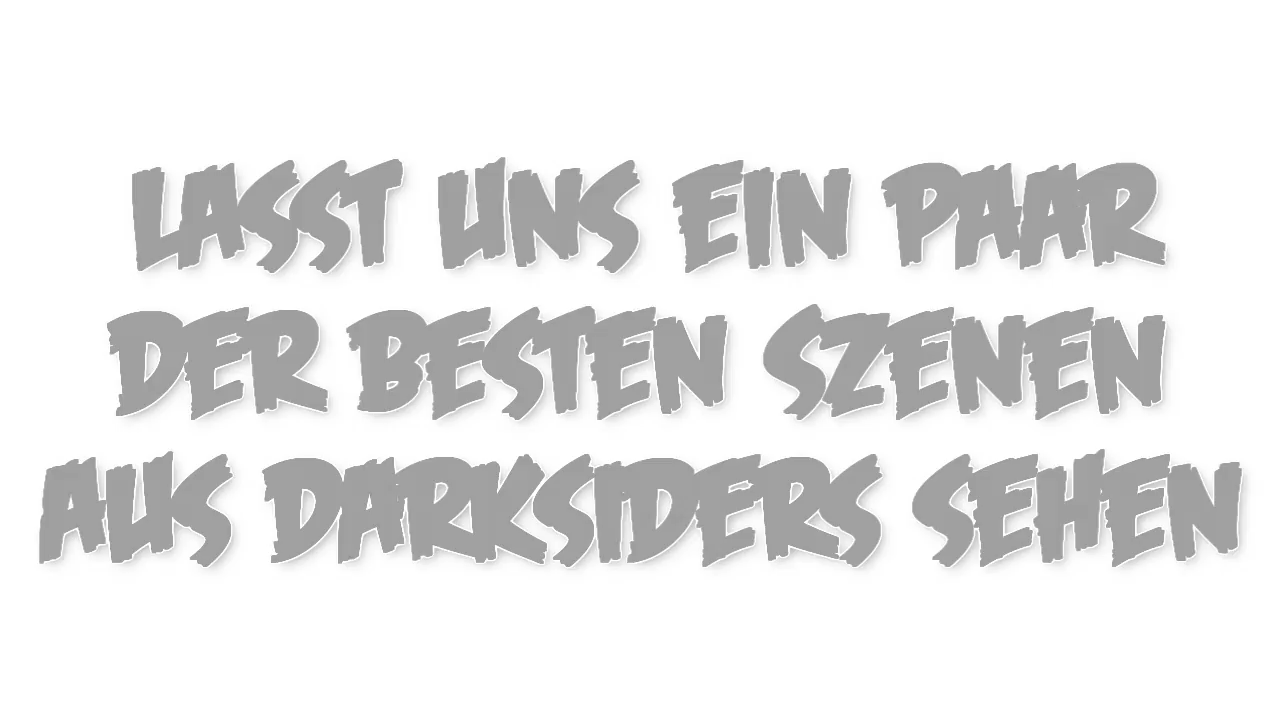 LASST UNS EIN PAAR
DER BESTEN SZENEN
AUS DARKSIDERS SEHEN